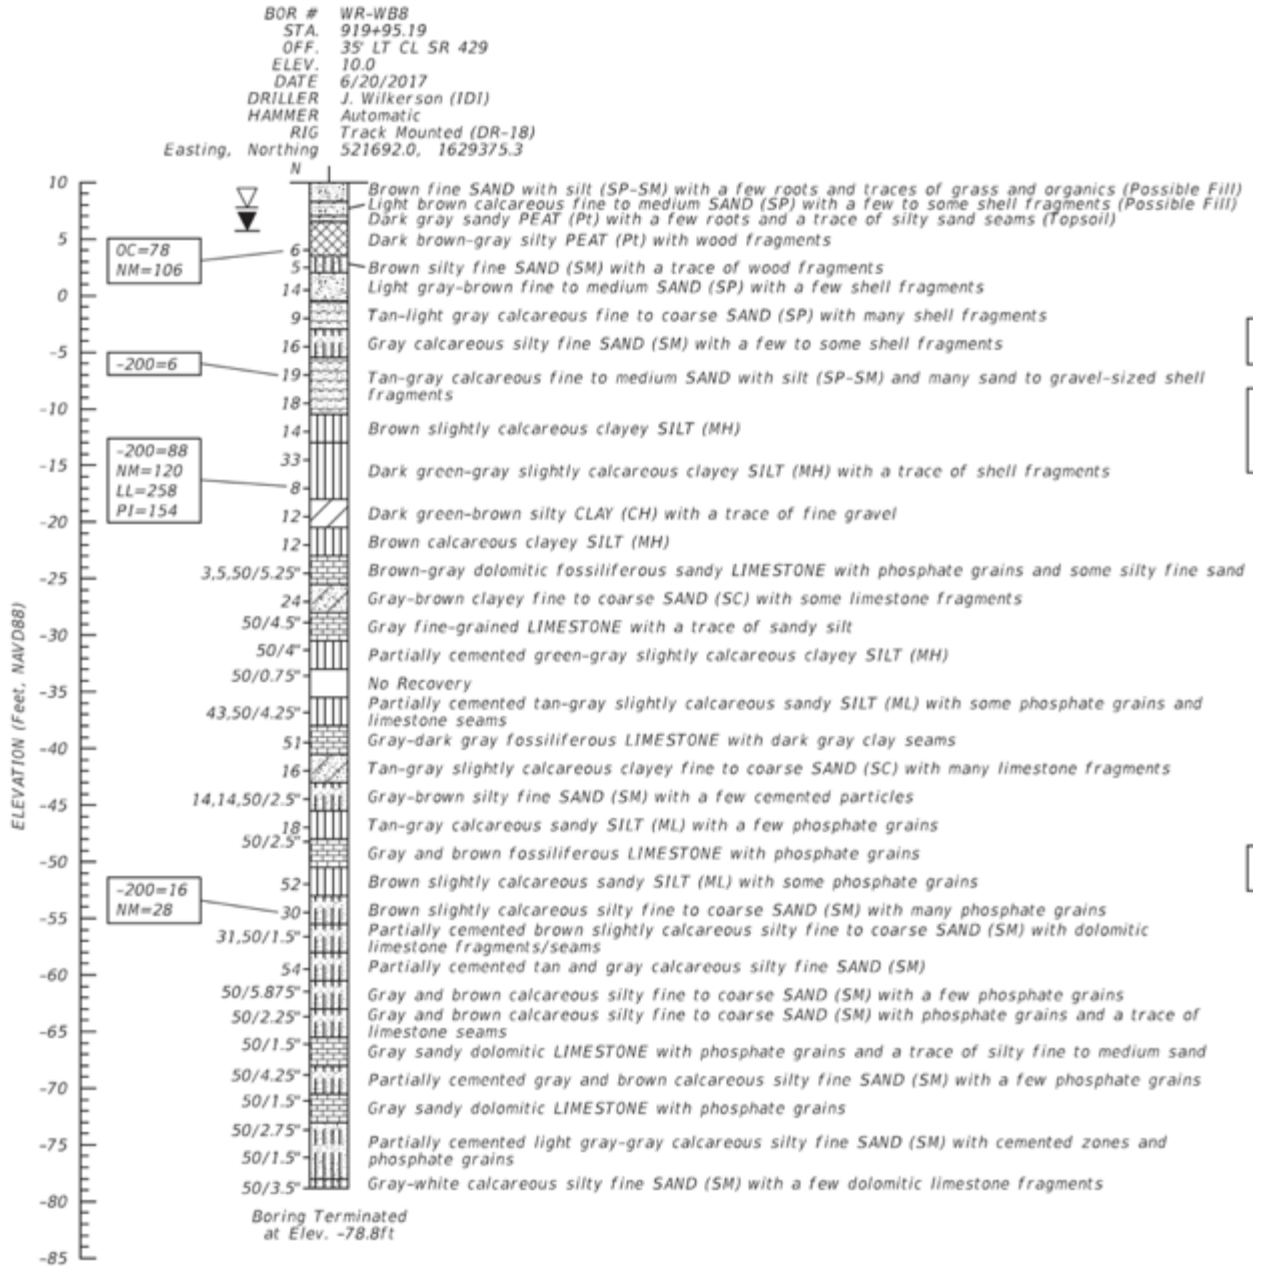 BOR # WR-WB8
STA. 919+95.19
OFF. 35' LT CL SR 429
ELEV. 10.0
DATE 6/20/2017
DRILLER J. Wilkerson (IDI)
HAMMER Automatic
RIG Track Mounted (DR-18)
Easting, Northing 521692.0, 1629375.3
N
10
Brown fine SAND with silt (SP-SM) with a few roots and traces of grass and organics (Possible Fill)
Light brown calcareous fine to medium SAND (SP) with a few to some shell fragments (Possible Fill)
Dark gray sandy PEAT (Pt) with a few roots and a trace of silty sand seams (Topsoil)
5
OC=78
NM=106
6
Dark brown-gray silty PEAT (Pt) with wood fragments
5
Brown silty fine SAND (SM) with a trace of wood fragments
0
14
Light gray-brown fine to medium SAND (SP) with a few shell fragments
9
Tan-light gray calcareous fine to coarse SAND (SP) with many shell fragments
16
Gray calcareous silty fine SAND (SM) with a few to some shell fragments
-5
-200=6
19
Tan-gray calcareous fine to medium SAND with silt (SP-SM) and many sand to gravel-sized shell
fragments
18
-10
14
Brown slightly calcareous clayey SILT (MH)
-15
-200=88
NM=120
LL=258
PI=154
33
8
Dark green-gray slightly calcareous clayey SILT (MH) with a trace of shell fragments
-20
12
Dark green-brown silty CLAY (CH) with a trace of fine gravel
12
Brown calcareous clayey SILT (MH)
-25
3,5,50/5.25"
Brown-gray dolomitic fossiliferous sandy LIMESTONE with phosphate grains and some silty fine sand
24
Gray-brown clayey fine to coarse SAND (SC) with some limestone fragments
50/4.5"
Gray fine-grained LIMESTONE with a trace of sandy silt
-30
50/4"
Partially cemented green-gray slightly calcareous clayey SILT (MH)
50/0.75"
No Recovery
-35
43,50/4.25"
Partially cemented tan-gray slightly calcareous sandy SILT (ML) with some phosphate grains and
limestone seams
51
Gray-dark gray fossiliferous LIMESTONE with dark gray clay seams
-40
16
Tan-gray slightly calcareous clayey fine to coarse SAND (SC) with many limestone fragments
14,14,50/2.5"
Gray-brown silty fine SAND (SM) with a few cemented particles
-45
18
Tan-gray calcareous sandy SILT (ML) with a few phosphate grains
50/2.5"
Gray and brown fossiliferous LIMESTONE with phosphate grains
-50
52
Brown slightly calcareous sandy SILT (ML) with some phosphate grains
-200=16
NM=28
30
Brown slightly calcareous silty fine to coarse SAND (SM) with many phosphate grains
-55
31,50/1.5"
Partially cemented brown slightly calcareous silty fine to coarse SAND (SM) with dolomitic
limestone fragments/seams
54
Partially cemented tan and gray calcareous silty fine SAND (SM)
-60
50/5.875"
Gray and brown calcareous silty fine to coarse SAND (SM) with a few phosphate grains
50/2.25"
Gray and brown calcareous silty fine to coarse SAND (SM) with phosphate grains and a trace of
limestone seams
-65
50/1.5"
Gray sandy dolomitic LIMESTONE with phosphate grains and a trace of silty fine to medium sand
50/4.25"
Partially cemented gray and brown calcareous silty fine SAND (SM) with a few phosphate grains
-70
50/1.5"
Gray sandy dolomitic LIMESTONE with phosphate grains
50/2.75"
-75
50/1.5"
Partially cemented light gray-gray calcareous silty fine SAND (SM) with cemented zones and
phosphate grains
50/3.5"
Gray-white calcareous silty fine SAND (SM) with a few dolomitic limestone fragments
-80
Boring Terminated
at Elev. -78.8ft
-85
ELEVATION (Feet, NAVD88)